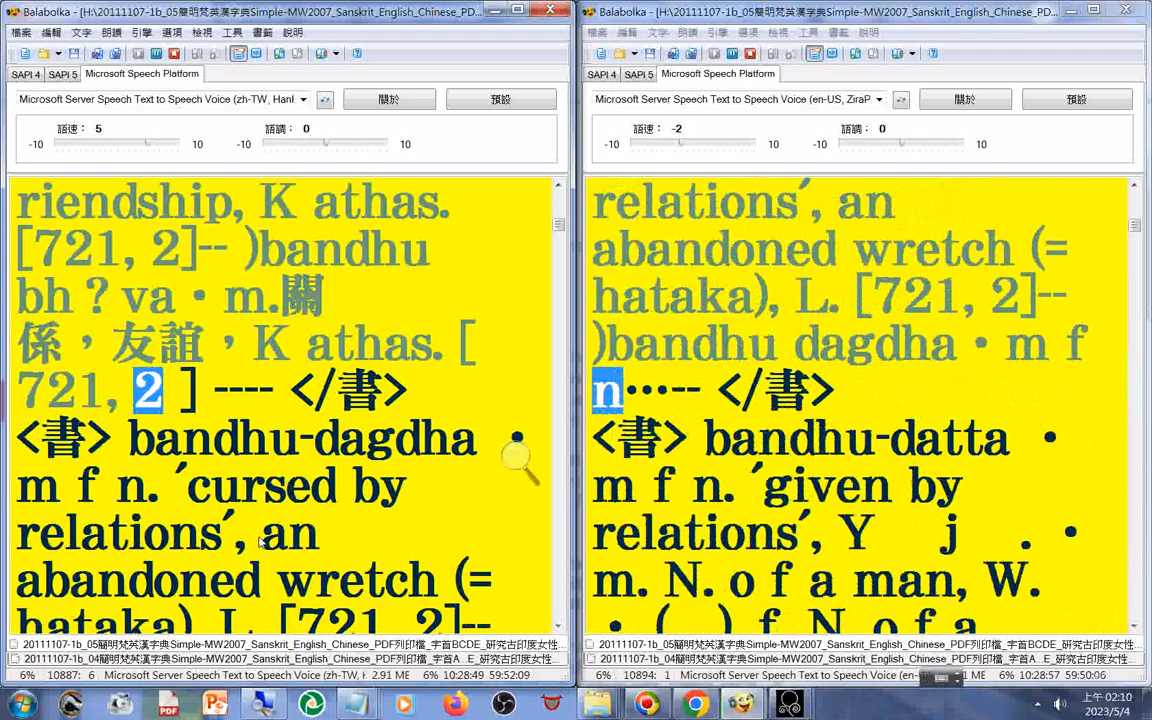 Balabolka - [H:\20111107-1b_05簡明梵英漢字典Simple-MW2007_Sanskrit_English_Chinese_PD...
檔案 編輯 文字 朗讀 引擎 選項 檢視 工具 書籤 說明
SAPI 4 SAPI 5 Microsoft Speech Platform
Microsoft Server Speech Text to Speech Voice (zh-TW, HanI 關於 預設
語速： 5 語調： 0
-10 10 -10 10
riendship, K athas.
[721, 2]-- )bandhu
bh？va・m.關
係，友誼，K athas. [
721, 2 ] ---- </書>
<書> bandhu-dagdha ・
m f n. ´cursed by
relations´, an
abandoned wretch (=
hataka), L. [721, 2]--
20111107-1b_05簡明梵英漢字典Simple-MW2007_Sanskrit_English_Chinese_PDF列印檔_字首BCDE_研究古印度女性...
20111107-1b_04簡明梵英漢字典Simple-MW2007_Sanskrit_English_Chinese_PDF列印檔_字首A...E_研究古印度女性...
6% 10887: 6 Microsoft Server Speech Text to Speech Voice (zh-TW, 2.91 ME 6% 10:28:49 59:52:09
Balabolka - [H:\20111107-1b_05簡明梵英漢字典Simple-MW2007_Sanskrit_English_Chinese_PD...
檔案 編輯 文字 朗讀 引擎 選項 檢視 工具 書籤 說明
SAPI 4 SAPI 5 Microsoft Speech Platform
Microsoft Server Speech Text to Speech Voice (en-US, ZiraP 關於 預設
語速： -2 語調： 0
-10 10 -10 10
relations´, an
abandoned wretch (=
hataka), L. [721, 2]--
)bandhu dagdha・m f
n…-- </書>
<書> bandhu-datta ・
m f n. ´given by
relations´, Y j . ・
m. N. o f a man, W.
・( ) f. N. o f a
20111107-1b_05簡明梵英漢字典Simple-MW2007_Sanskrit_English_Chinese_PDF列印檔_字首BCDE_研究古印度女性...
20111107-1b_04簡明梵英漢字典Simple-MW2007_Sanskrit_English_Chinese_PDF列印檔_字首A...E_研究古印度女性...
6% 10894: 1 Microsoft Server Speech Text to Speech ME 6% 10:28:57 59:50:06
PDF
上午 02:10
2023/5/4